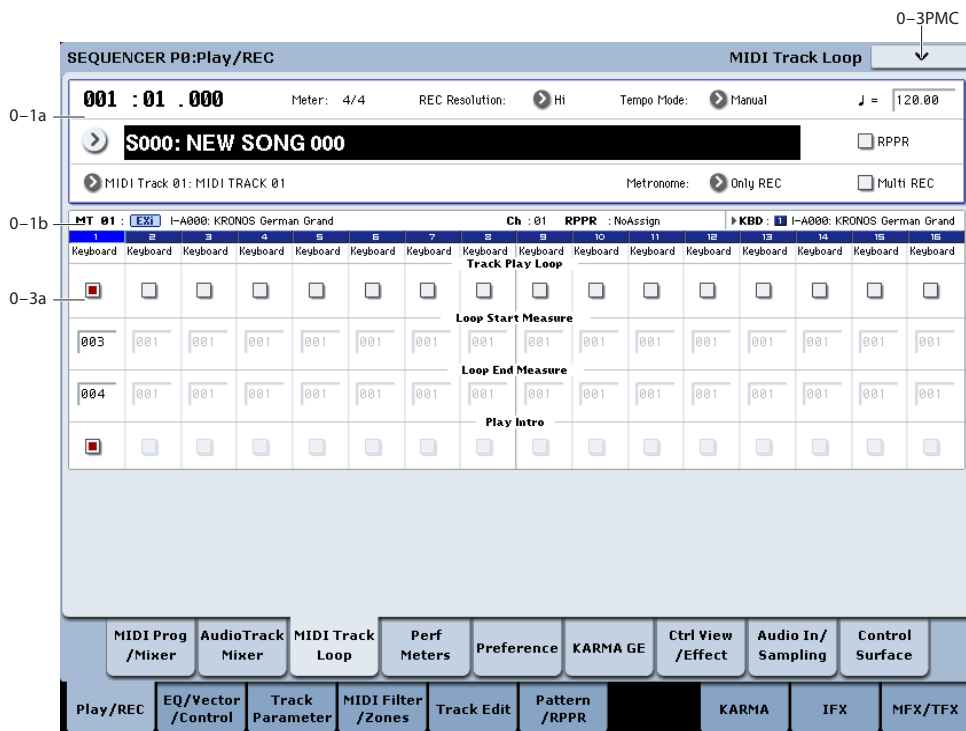 0–3PMC
SEQUENCER P0:Play/REC MIDI Track Loop
001 :01 .000 Meter: 4/4 REC Resolution: Hi Tempo Mode: Manual ♩ = 120.00
0–1a
S000: NEW SONG 000 RPPR
MIDI Track 01: MIDI TRACK 01 Metronome: Only REC Multi REC
0–1b
MT 01 : EXi I-A000: KRONOS German Grand Ch :01 RPPR :NoAssign KBD: 1 I-A000: KRONOS German Grand
1 2 3 4 5 6 7 8 9 10 11 12 13 14 15 16
Keyboard Keyboard Keyboard Keyboard Keyboard Keyboard Keyboard Keyboard Keyboard Keyboard Keyboard Keyboard Keyboard Keyboard Keyboard Keyboard
Track Play Loop
0–3a
Loop Start Measure
003 001 001 001 001 001 001 001 001 001 001 001 001 001 001 001
Loop End Measure
004 001 001 001 001 001 001 001 001 001 001 001 001 001 001 001
Play Intro
MIDI Prog /Mixer AudioTrack Mixer MIDI Track Loop Perf Meters Preference KARMA GE Ctrl View /Effect Audio In/ Sampling Control Surface
Play/REC EQ/Vector /Control Track Parameter MIDI Filter /Zones Track Edit Pattern /RPPR KARMA IFX MFX/TFX